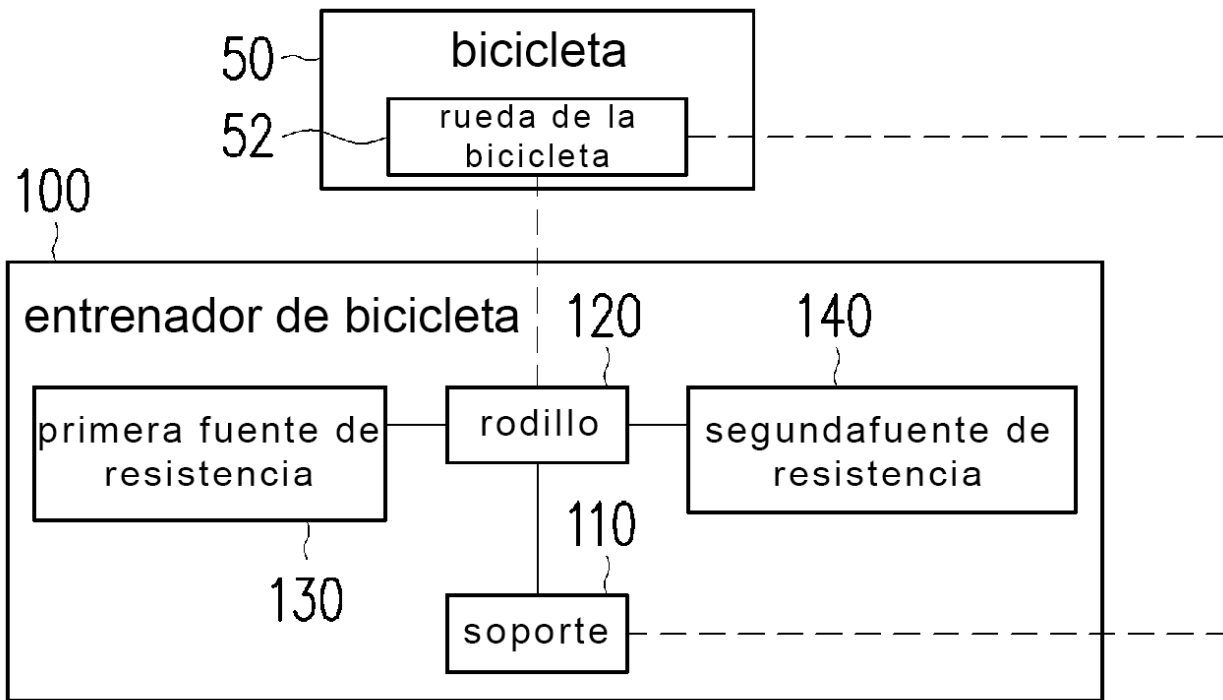 50
bicicleta
52
rueda de la
bicicleta
100
entrenador de bicicleta
120
140
primera fuente de
resistencia
rodillo
segundafuente de
resistencia
130
110
soporte